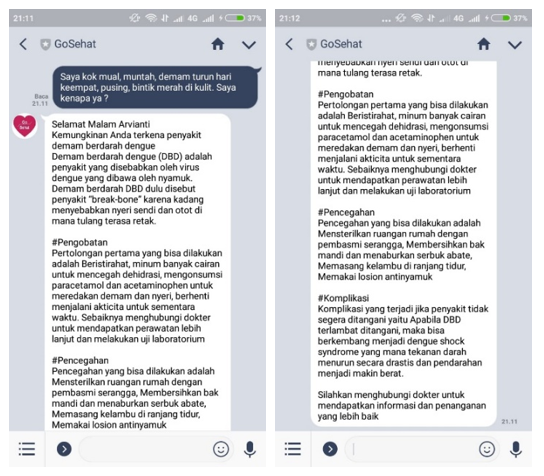 21:11
4G
37%
GoSehat
Saya kok mual, muntah, demam turun hari
keempat, pusing, bintik merah di kulit. Saya
kenapa ya ?
Baca
21.11
Selamat Malam Arvianti
Kemungkinan Anda terkena penyakit
demam berdarah dengue
Demam berdarah dengue (DBD) adalah
penyakit yang disebabkan oleh virus
dengue yang dibawa oleh nyamuk.
Demam berdarah DBD dulu disebut
penyakit "break-bone" karena kadang
menyebabkan nyeri sendi dan otot di
mana tulang terasa retak.
#Pengobatan
Pertolongan pertama yang bisa dilakukan
adalah Beristirahat, minum banyak cairan
untuk mencegah dehidrasi, mengonsumsi
paracetamol dan acetaminophen untuk
meredakan demam dan nyeri, berhenti
menjalani akticita untuk sementara
waktu. Sebaiknya menghubungi dokter
untuk mendapatkan perawatan lebih
lanjut dan melakukan uji laboratorium
#Pencegahan
Pencegahan yang bisa dilakukan adalah
Mensterilkan ruangan rumah dengan
pembasmi serangga, Membersihkan bak
mandi dan menaburkan serbuk abate,
Memasang kelambu di ranjang tidur,
Memakai losion antinyamuk
21:12
4G
37%
GoSehat
menyebabkan nyeri sendi dan otot di
mana tulang terasa retak.
#Pengobatan
Pertolongan pertama yang bisa dilakukan
adalah Beristirahat, minum banyak cairan
untuk mencegah dehidrasi, mengonsumsi
paracetamol dan acetaminophen untuk
meredakan demam dan nyeri, berhenti
menjalani akticita untuk sementara
waktu. Sebaiknya menghubungi dokter
untuk mendapatkan perawatan lebih
lanjut dan melakukan uji laboratorium
#Pencegahan
Pencegahan yang bisa dilakukan adalah
Mensterilkan ruangan rumah dengan
pembasmi serangga, Membersihkan bak
mandi dan menaburkan serbuk abate,
Memasang kelambu di ranjang tidur,
Memakai losion antinyamuk
#Komplikasi
Komplikasi yang terjadi jika penyakit tidak
segera ditangani yaitu Apabila DBD
terlambat ditangani, maka bisa
berkembang menjadi dengue shock
syndrome yang mana tekanan darah
menurun secara drastis dan pendarahan
menjadi makin berat.
Silahkan menghubungi dokter untuk
mendapatkan informasi dan penanganan
yang lebih baik
21.11